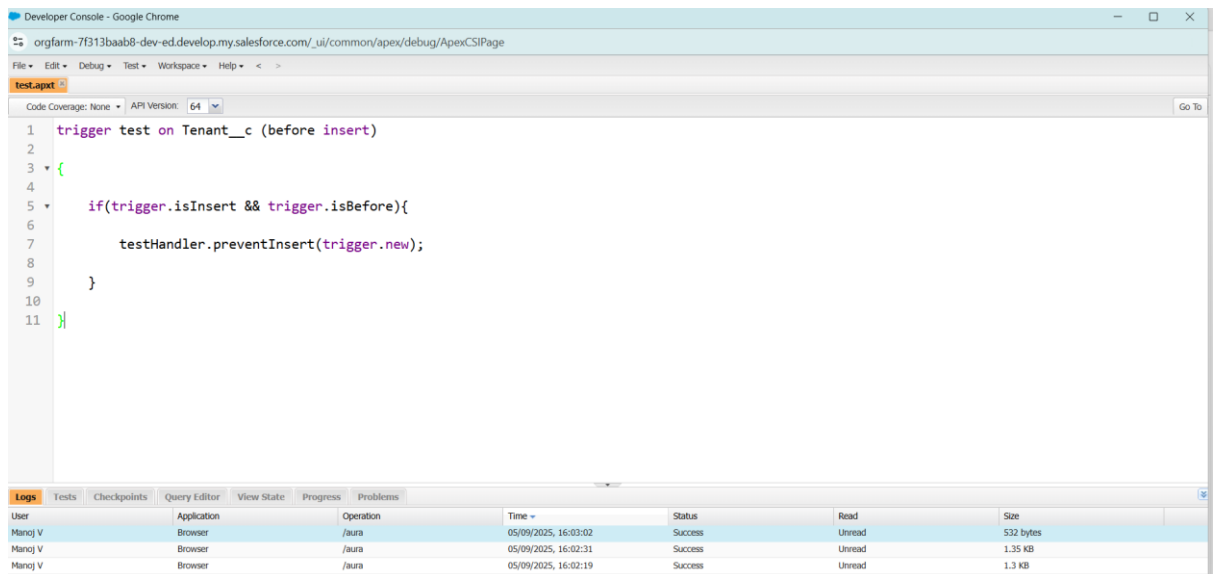 Developer Console - Google Chrome
orgfarm-7f313baab8-dev-ed.develop.my.salesforce.com/_ui/common/apex/debug/ApexCSIPage
File Edit Debug Test Workspace Help < >
test.apxt
Code Coverage: None API Version: 64 Go To
1 trigger test on Tenant__c (before insert)
2
3 {
4
5 if(trigger.isInsert && trigger.isBefore){
6
7 testHandler.preventInsert(trigger.new);
8
9 }
10
11 }
Logs Tests Checkpoints Query Editor View State Progress Problems
User Application Operation Time Status Read Size
Manoj V Browser /aura 05/09/2025, 16:03:02 Success Unread 532 bytes
Manoj V Browser /aura 05/09/2025, 16:02:31 Success Unread 1.35 KB
Manoj V Browser /aura 05/09/2025, 16:02:19 Success Unread 1.3 KB